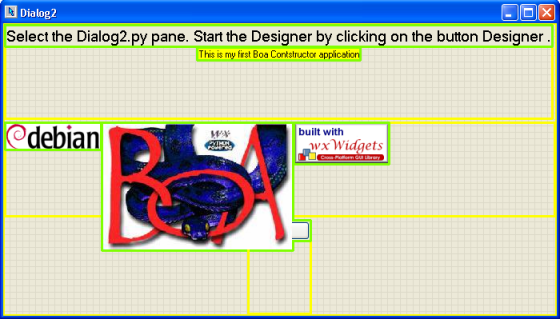 Dialog2
Select the Dialog2.py pane. Start the Designer by clicking on the button Designer .
This is my first Boa Contstructor application
debian
BOA
PYTHON
POWERED
built with
wxWidgets
Cross-Platform GUI Library